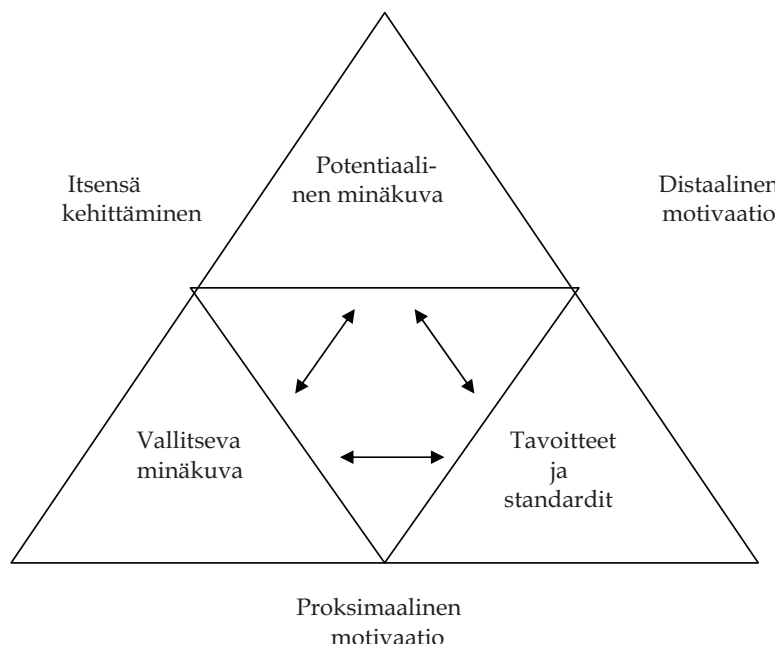 Potentiaali-
nen minäkuva
Itsensä
kehittäminen
Distaalinen
motivaatio
Vallitseva
minäkuva
Tavoitteet
ja
standardit
Proksimaalinen
motivaatio